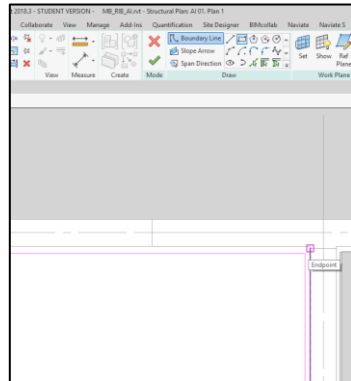 2018.3 - STUDENT VERSION - MB_RIB_AI.rvt - Structural Plan: AI 01. Plan 1
Collaborate View Manage Add-Ins Quantification Site Designer BIMcollab Naviate Naviate S
Boundary Line
Slope Arrow
Span Direction
Set Show Ref
Plane
View Measure Create Mode Draw Work Plane
Endpoint